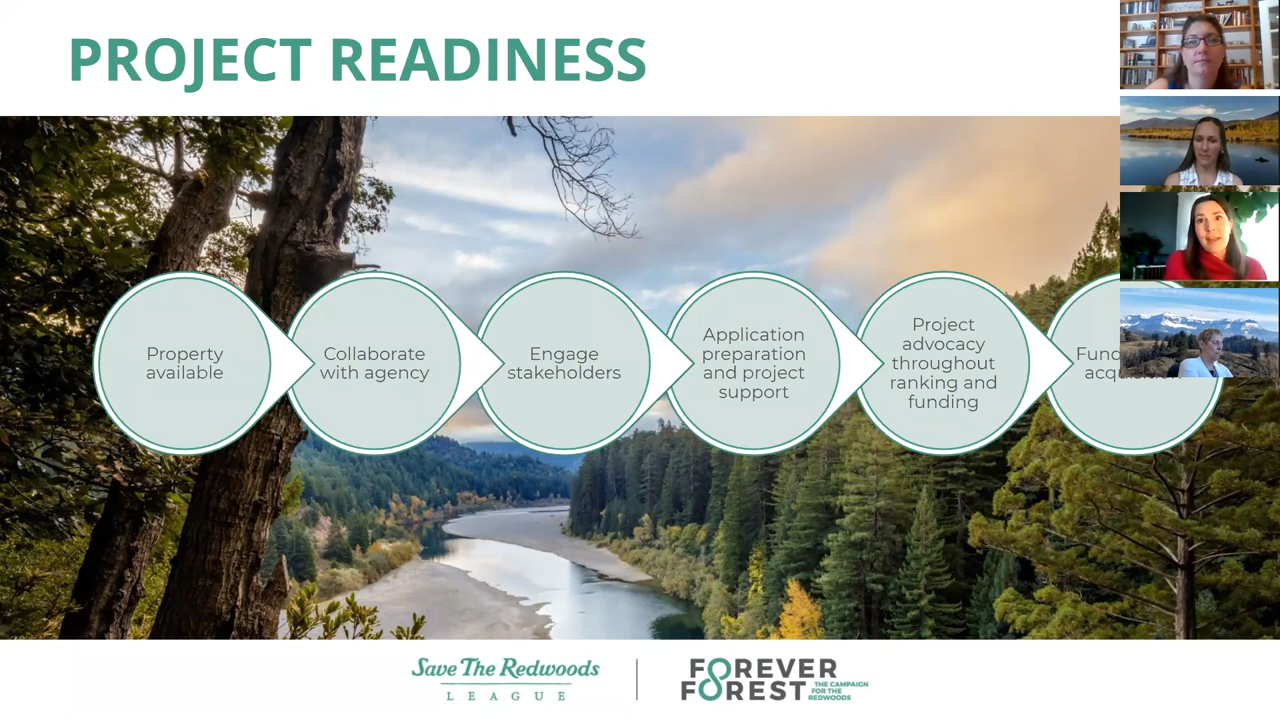 PROJECT READINESS
Property
available
Collaborate
with agency
Engage
stakeholders
Application
preparation
and project
support
Project
advocacy
throughout
ranking and
funding
Save The Redwoods
LEAGUE
FOREVER
FOREST
THE CAMPAIGN
FOR THE
REDWOODS